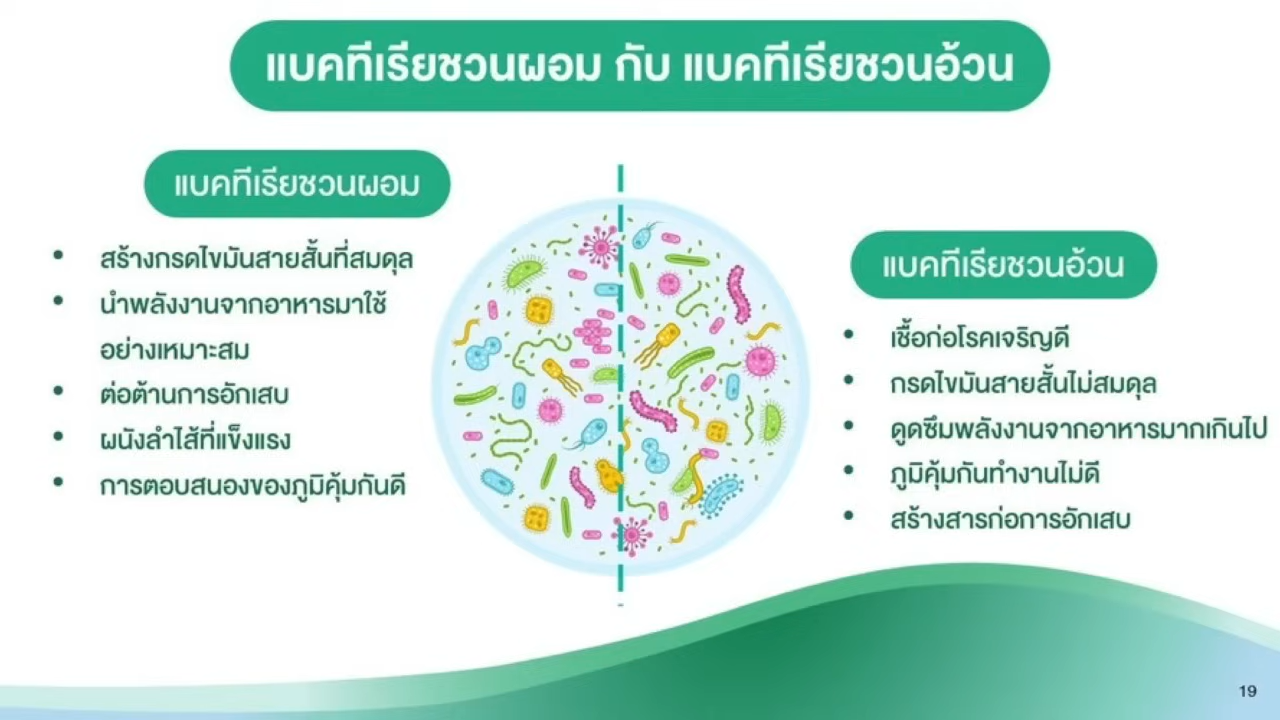 แบคทีเรียชวนผอม กับ แบคทีเรียชวนอ้วน
แบคทีเรียชวนผอม
• สร้างกรดไขมันสายสั้นที่สมดุล
• นำพลังงานจากอาหารมาใช้
อย่างเหมาะสม
• ต่อต้านการอักเสบ
• ผนังลำไส้ที่แข็งแรง
• การตอบสนองของภูมิคุ้มกันดี
แบคทีเรียชวนอ้วน
• เชื้อก่อโรคเจริญดี
• กรดไขมันสายสั้นไม่สมดุล
• ดูดซึมพลังงานจากอาหารมากเกินไป
• ภูมิคุ้มกันทำงานไม่ดี
• สร้างสารก่อการอักเสบ
19